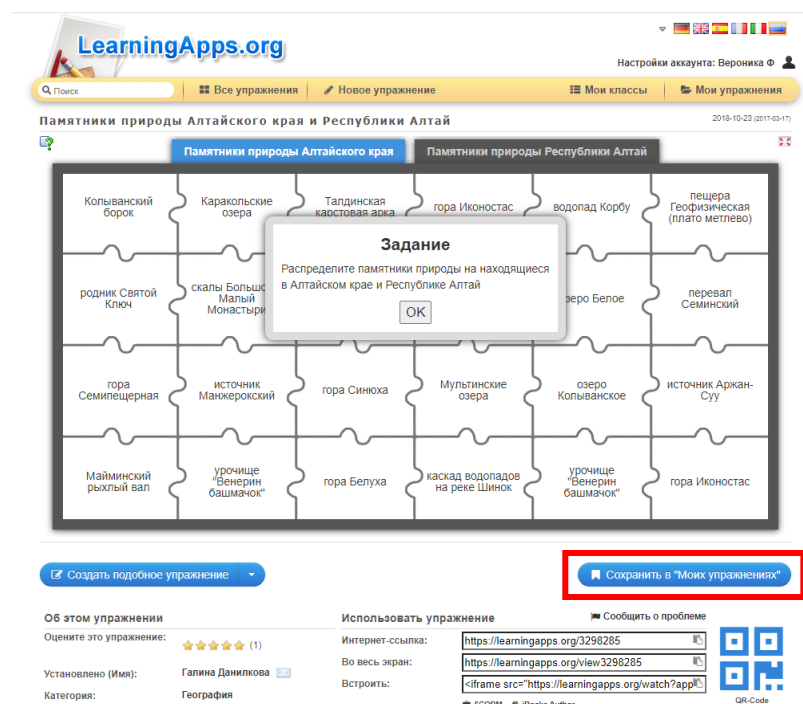 LearningApps.org
Настройки аккаунта: Вероника Ф
Поиск
Все упражнения
Новое упражнение
Мои классы
Мои упражнения
Памятники природы Алтайского края и Республики Алтай
2018-10-23 (2017-03-17)
Памятники природы Алтайского края
Памятники природы Республики Алтай
Колыванский
борок
Каракольские
озера
Талдинская
карстовая арка
гора Иконостас
водопад Корбу
пещера
Геофизическая
(плато метлево)
Задание
Распределите памятники природы на находящиеся
в Алтайском крае и Республике Алтай
OK
родник Святой
Ключ
скалы Большо
Малый
Монастыри
зеро Белое
перевал
Семинский
гора
Семипещерная
источник
Манжерокский
гора Синюха
Мультинские
озера
озеро
Колыванское
источник Аржан-
Суу
Майминский
рыхлый вал
урочище
"Венерин
башмачок"
гора Белуха
каскад водопадов
на реке Шинок
урочище
"Венерин
башмачок"
гора Иконостас
Создать подобное упражнение
Сохранить в "Моих упражнениях"
Об этом упражнении
Использовать упражнение
Сообщить о проблеме
Оцените это упражнение:
(1)
Интернет-ссылка:
https://learningapps.org/3298285
Во весь экран:
https://learningapps.org/view3298285
Установлено (Имя):
Галина Данилкова
Встроить:
<iframe src="https://learningapps.org/watch?app
Категория:
География
QR-Code